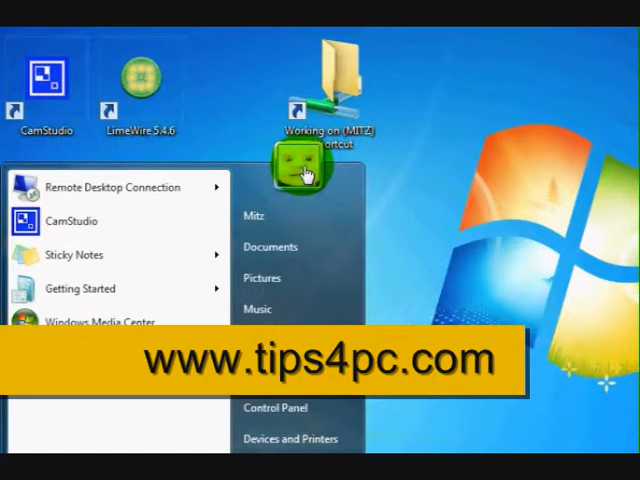 CamStudio
LimeWire 5.4.6
Working on (MITZ)
Shortcut
Remote Desktop Connection
Mitz
CamStudio
Documents
Sticky Notes
Pictures
Getting Started
Music
Windows Media Center
www.tips4pc.com
Control Panel
Devices and Printers